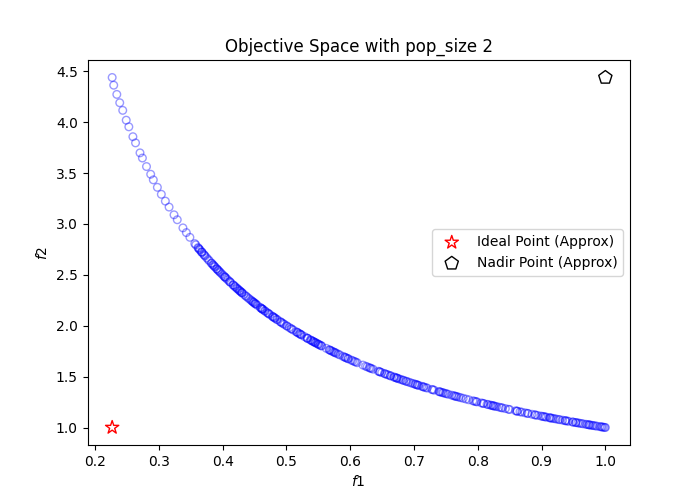 Objective Space with pop_size 2
4.5
4.0
3.5
3.0
2.5
2.0
1.5
1.0
f2
Ideal Point (Approx)
Nadir Point (Approx)
0.2 0.3 0.4 0.5 0.6 0.7 0.8 0.9 1.0
f1